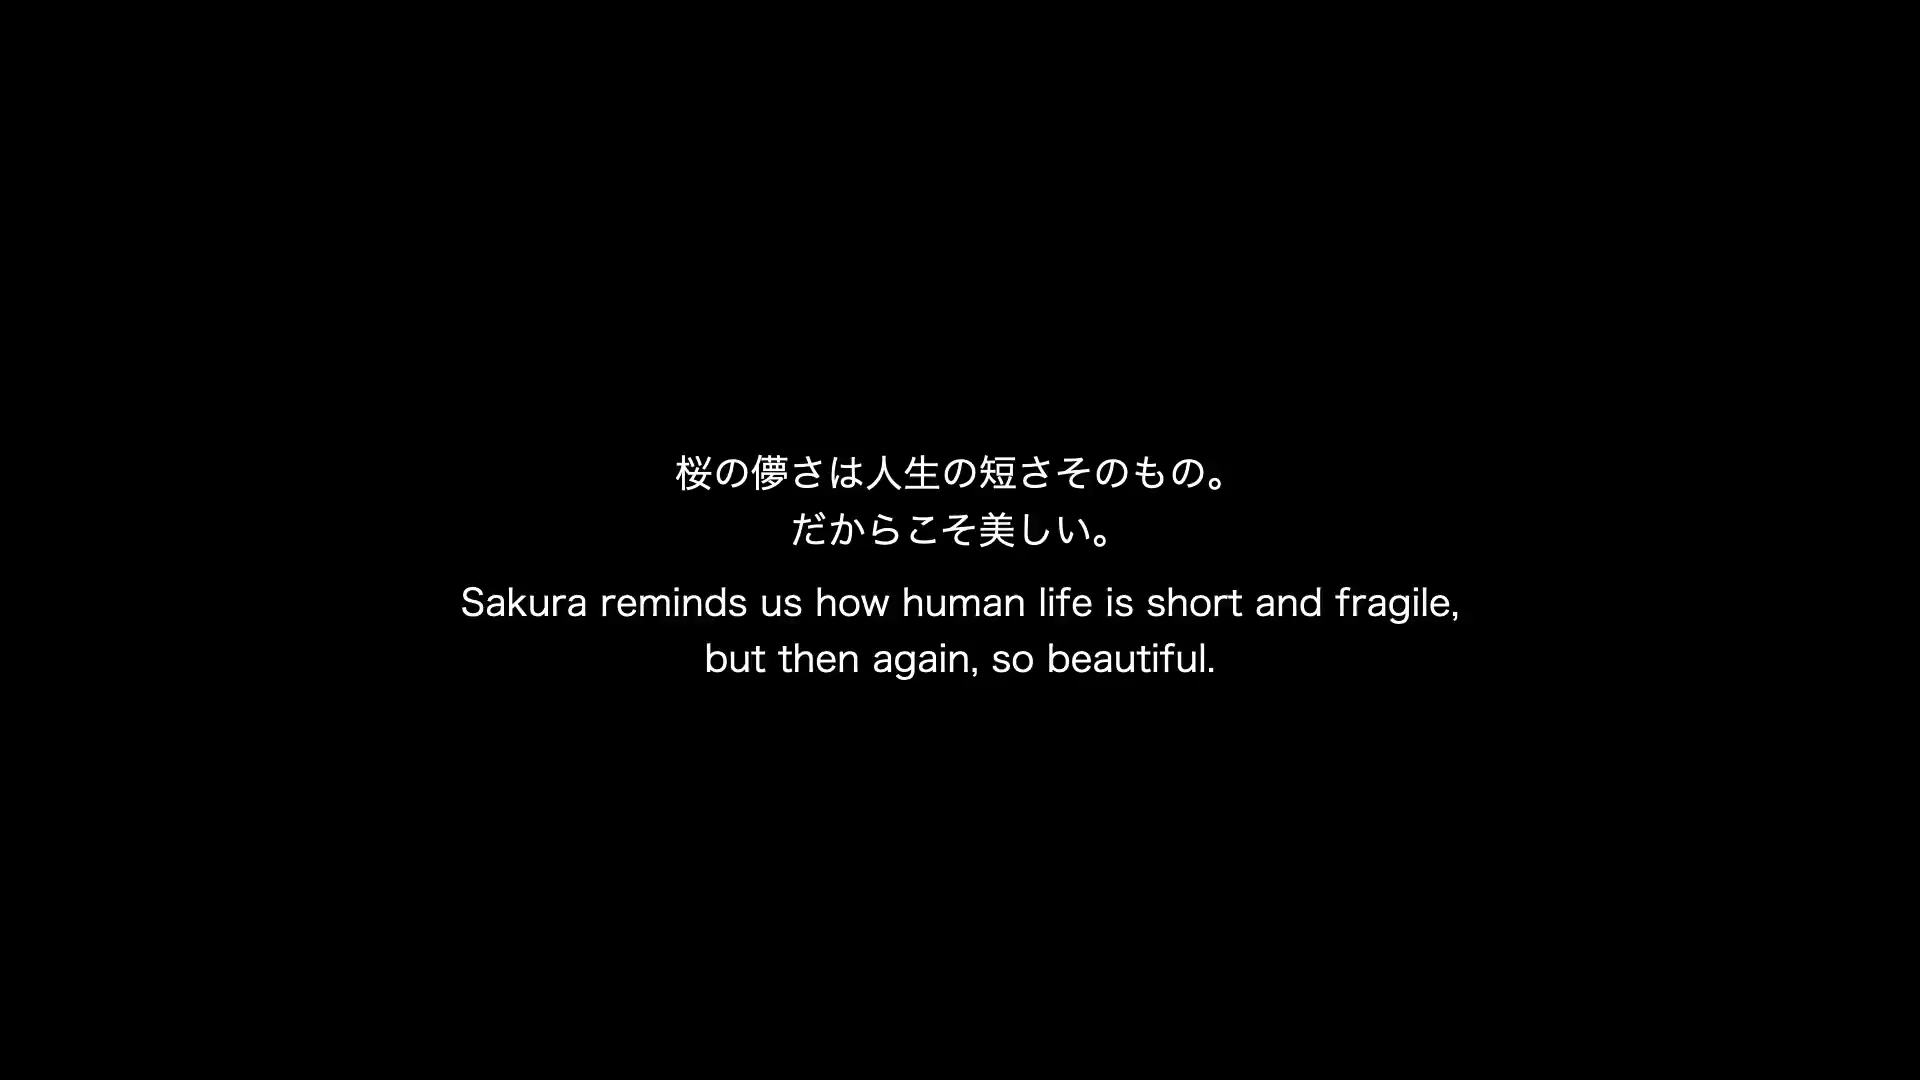 桜の儚さは人生の短さそのもの。
だからこそ美しい。
Sakura reminds us how human life is short and fragile,
but then again, so beautiful.